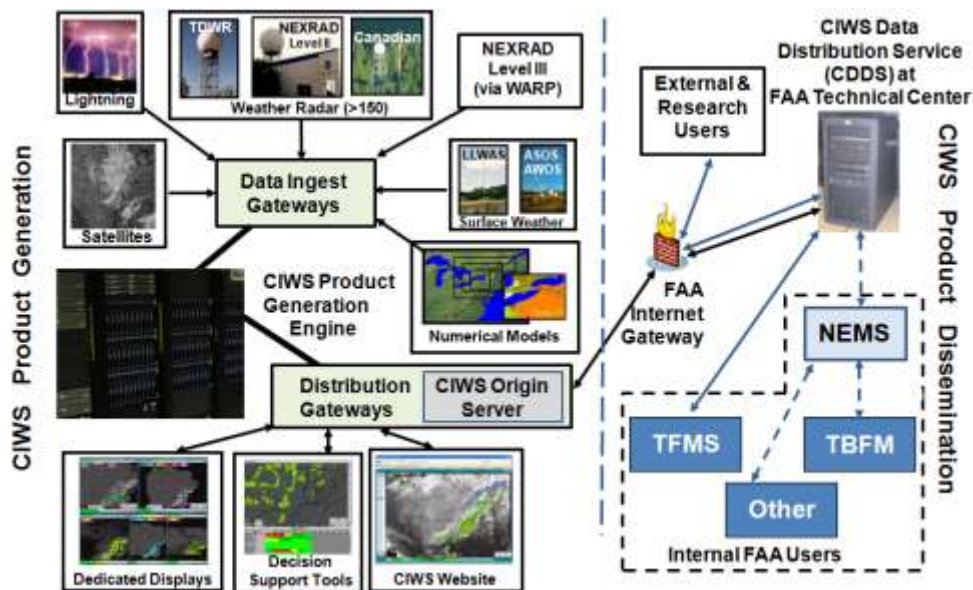 CIWS Product Generation
Lightning
TDWR
NEXRAD
Level II
Canadian
Weather Radar (>150)
NEXRAD
Level III
(via WARP)
Satellites
Data Ingest
Gateways
LLWAS
ASOS
AWOS
Surface Weather
CIWS Product
Generation
Engine
Numerical Models
Distribution
Gateways
CIWS Origin
Server
Dedicated Displays
Decision
Support Tools
CIWS Website
External &
Research
Users
CIWS Data
Distribution Service
(CDDS) at
FAA Technical Center
FAA
Internet
Gateway
NEMS
TFMS
TBFM
Other
Internal FAA Users
CIWS Product Dissemination